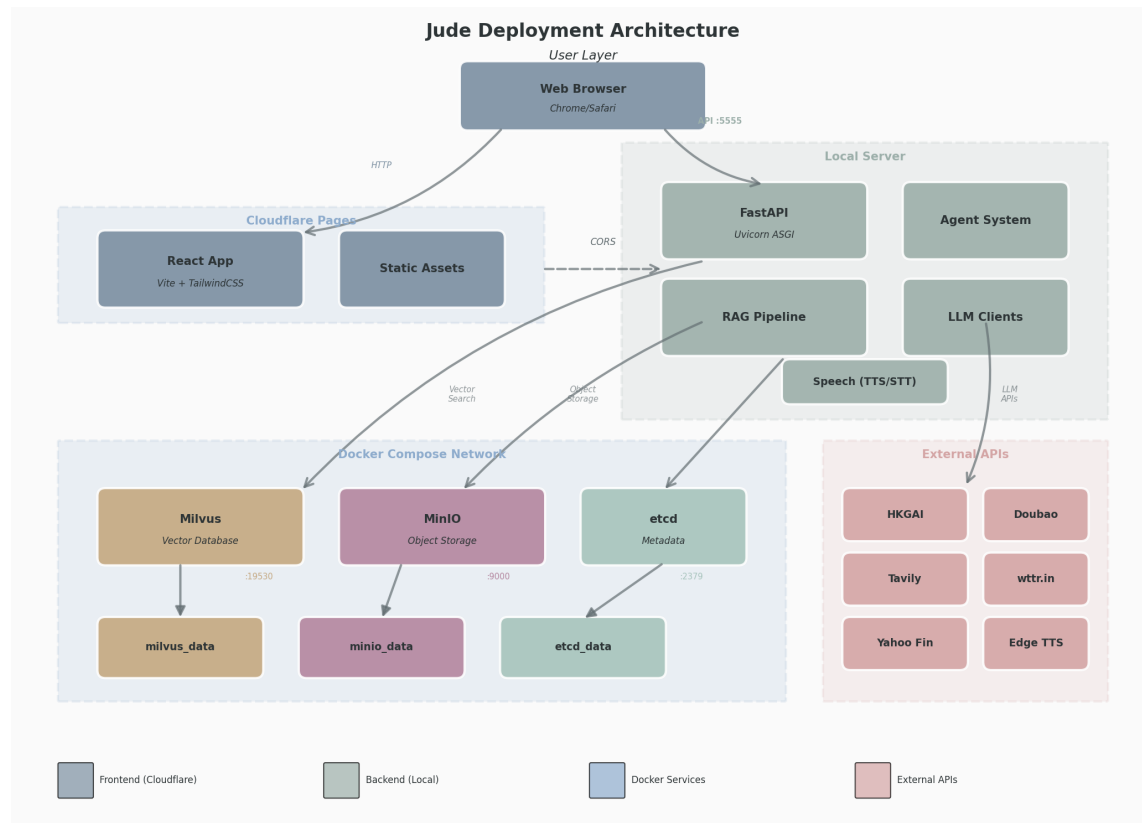 Jude Deployment Architecture
User Layer
Web Browser
Chrome/Safari
API :5555
HTTP
Local Server
FastAPI
Uvicorn ASGI
Agent System
Cloudflare Pages
React App
Vite + TailwindCSS
Static Assets
CORS
RAG Pipeline
LLM Clients
Speech (TTS/STT)
Vector
Search
Object
Storage
LLM
APIs
Docker Compose Network
Milvus
Vector Database
:19530
MinIO
Object Storage
:9000
etcd
Metadata
:2379
milvus_data
minio_data
etcd_data
External APIs
HKGAI
Doubao
Tavily
wttr.in
Yahoo Fin
Edge TTS
Frontend (Cloudflare)
Backend (Local)
Docker Services
External APIs